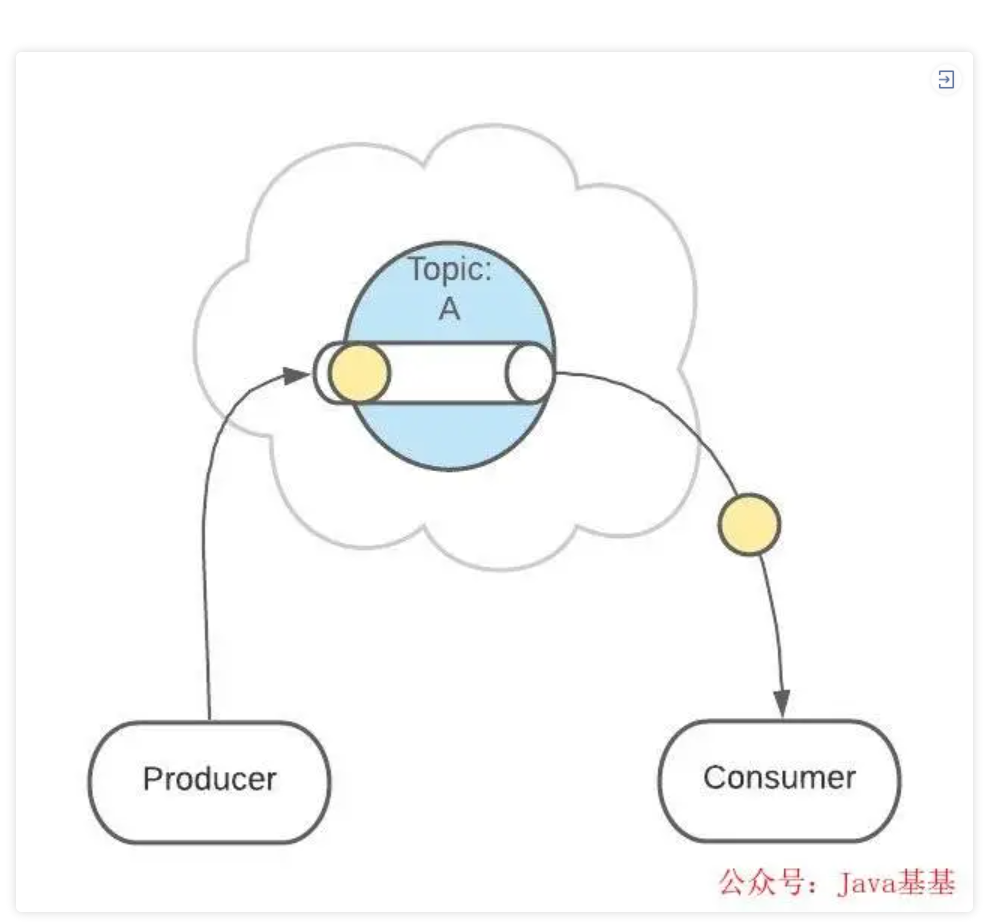 Topic:
A
Producer
Consumer
公众号：Java基基